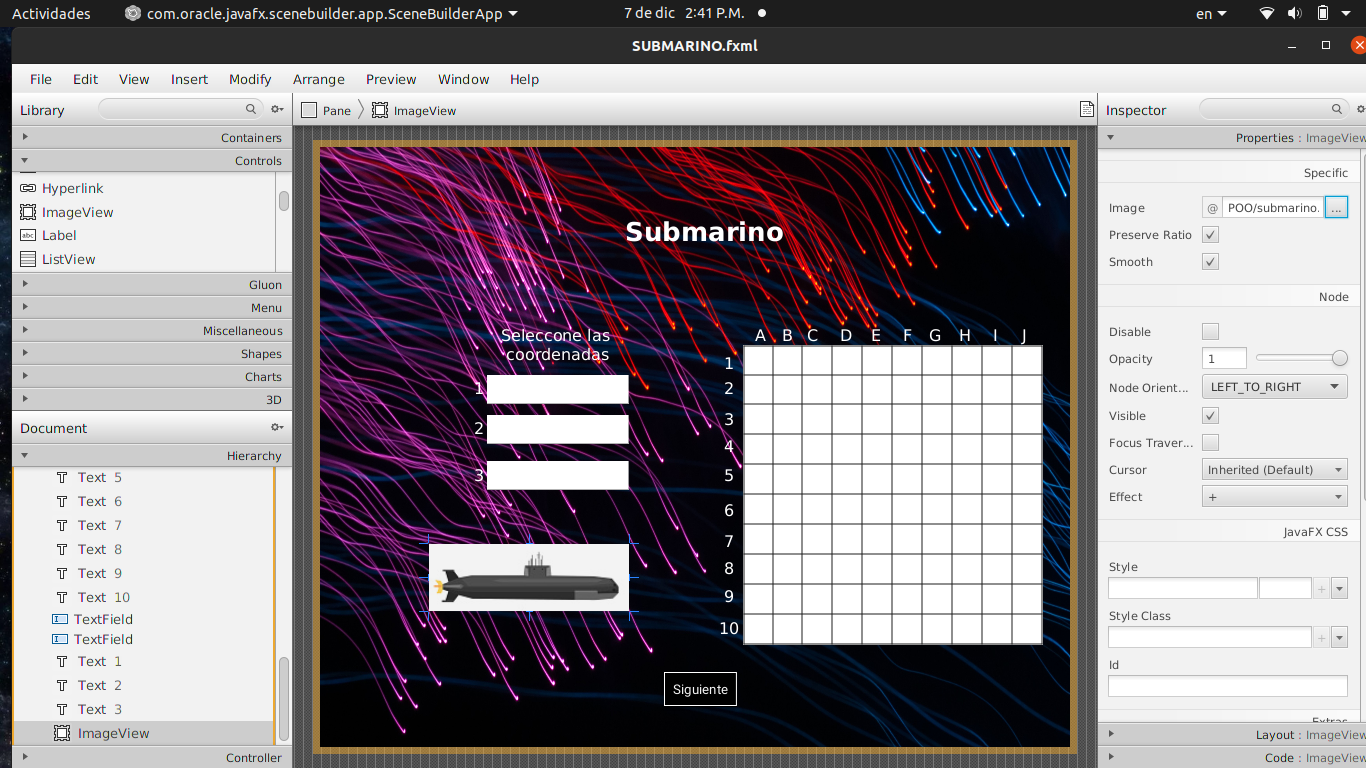 Actividades com.oracle.javafx.scenebuilder.app.SceneBuilderApp 7 de dic 2:41 P.M. en
SUBMARINO.fxml
File Edit View Insert Modify Arrange Preview Window Help
Library
Pane ImageView
Inspector
Containers
Controls
Hyperlink
ImageView
abc Label
ListView
Gluon
Menu
Miscellaneous
Shapes
Charts
3D
Document
Hierarchy
Text 5
Text 6
Text 7
Text 8
Text 9
Text 10
TextField
TextField
Text 1
Text 2
Text 3
ImageView
Controller
Submarino
Seleccone las
coordenadas
1
2
3
A B C D E F G H I J
1
2
3
4
5
6
7
8
9
10
Siguiente
Properties : ImageView
Specific
Image @ POO/submarino. ...
Preserve Ratio
Smooth
Node
Disable
Opacity 1
Node Orient... LEFT_TO_RIGHT
Visible
Focus Traver...
Cursor Inherited (Default)
Effect +
JavaFX CSS
Style
+
Style Class
+
Id
Extras
Layout : ImageView
Code : ImageView